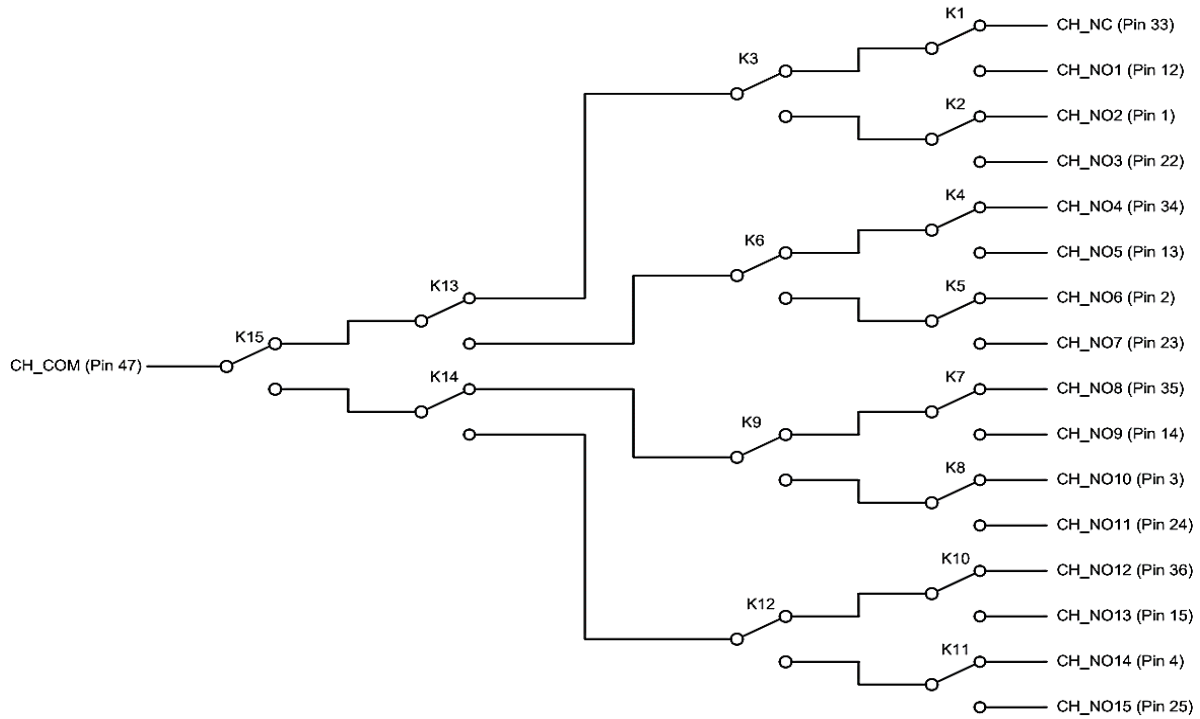 K1
CH_NC (Pin 33)
K3
CH_NO1 (Pin 12)
K2
CH_NO2 (Pin 1)
CH_NO3 (Pin 22)
K4
CH_NO4 (Pin 34)
K6
CH_NO5 (Pin 13)
K13
K5
CH_NO6 (Pin 2)
K15
CH_NO7 (Pin 23)
CH_COM (Pin 47)
K14
K7
CH_NO8 (Pin 35)
K9
CH_NO9 (Pin 14)
K8
CH_NO10 (Pin 3)
CH_NO11 (Pin 24)
K10
CH_NO12 (Pin 36)
K12
CH_NO13 (Pin 15)
K11
CH_NO14 (Pin 4)
CH_NO15 (Pin 25)